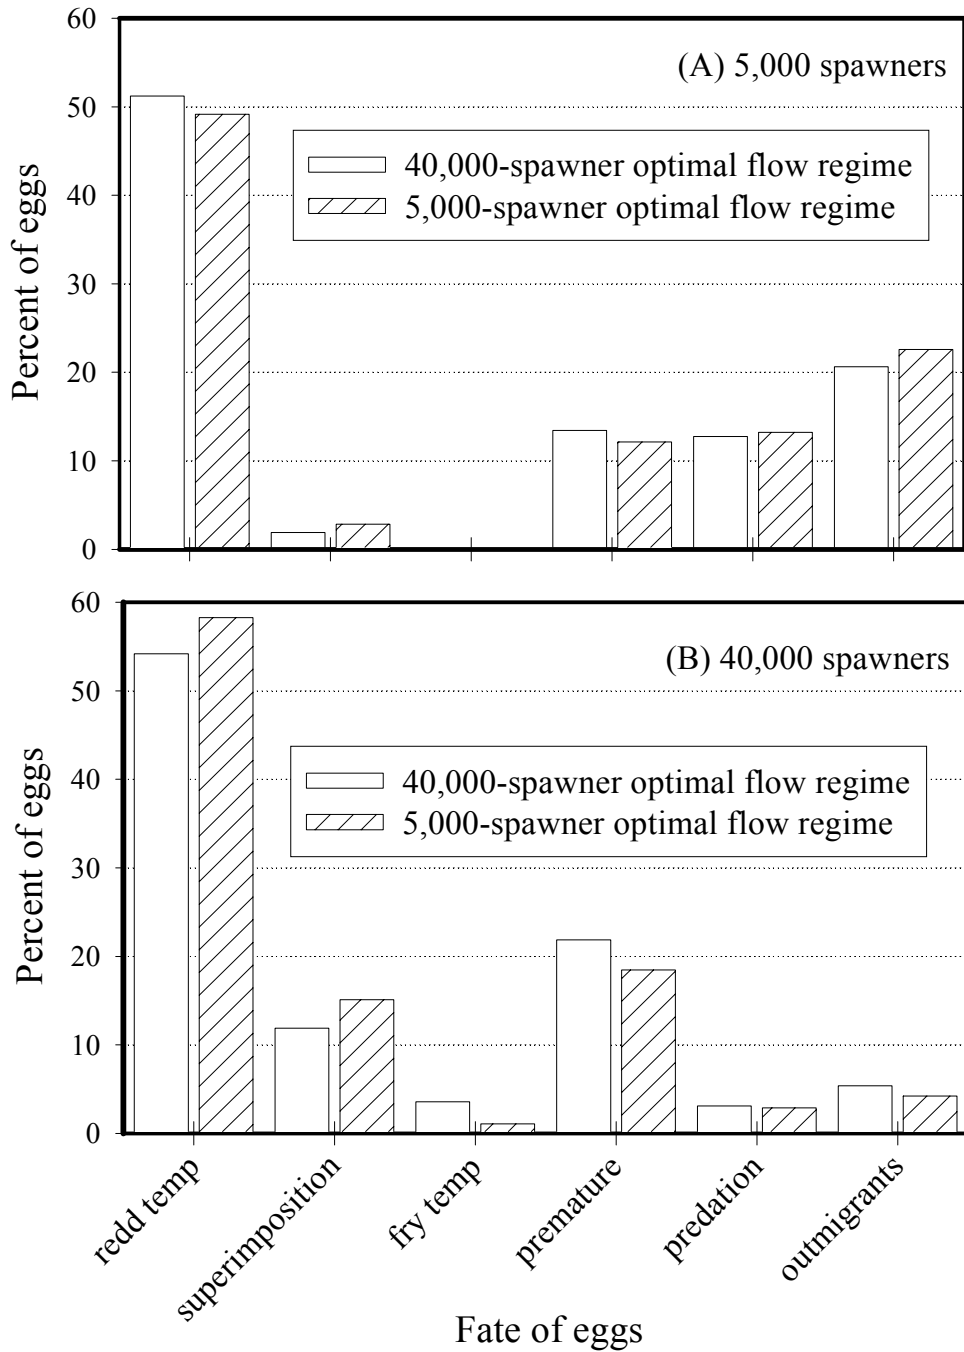 60
(A) 5,000 spawners
50
40,000-spawner optimal flow regime
40
5,000-spawner optimal flow regime
30
20
10
0
Percent of eggs
60
(B) 40,000 spawners
50
40,000-spawner optimal flow regime
40
5,000-spawner optimal flow regime
30
20
10
0
Percent of eggs
redd temp
superimposition
fry temp
premature
predation
outmigrants
Fate of eggs